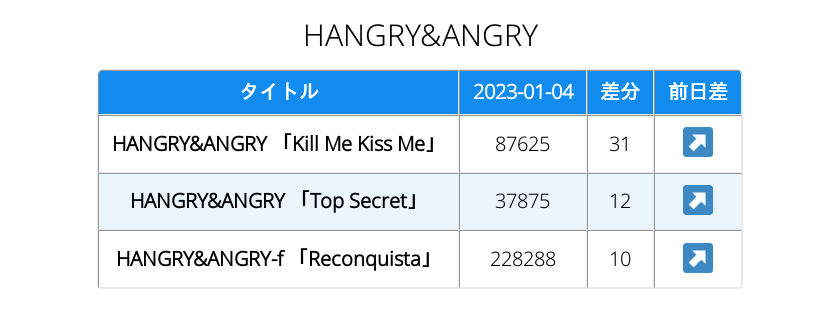 HANGRY&ANGRY
タイトル 2023-01-04 差分 前日差
HANGRY&ANGRY 「Kill Me Kiss Me」 87625 31 ↗
HANGRY&ANGRY 「Top Secret」 37875 12 ↗
HANGRY&ANGRY-f 「Reconquista」 228288 10 ↗